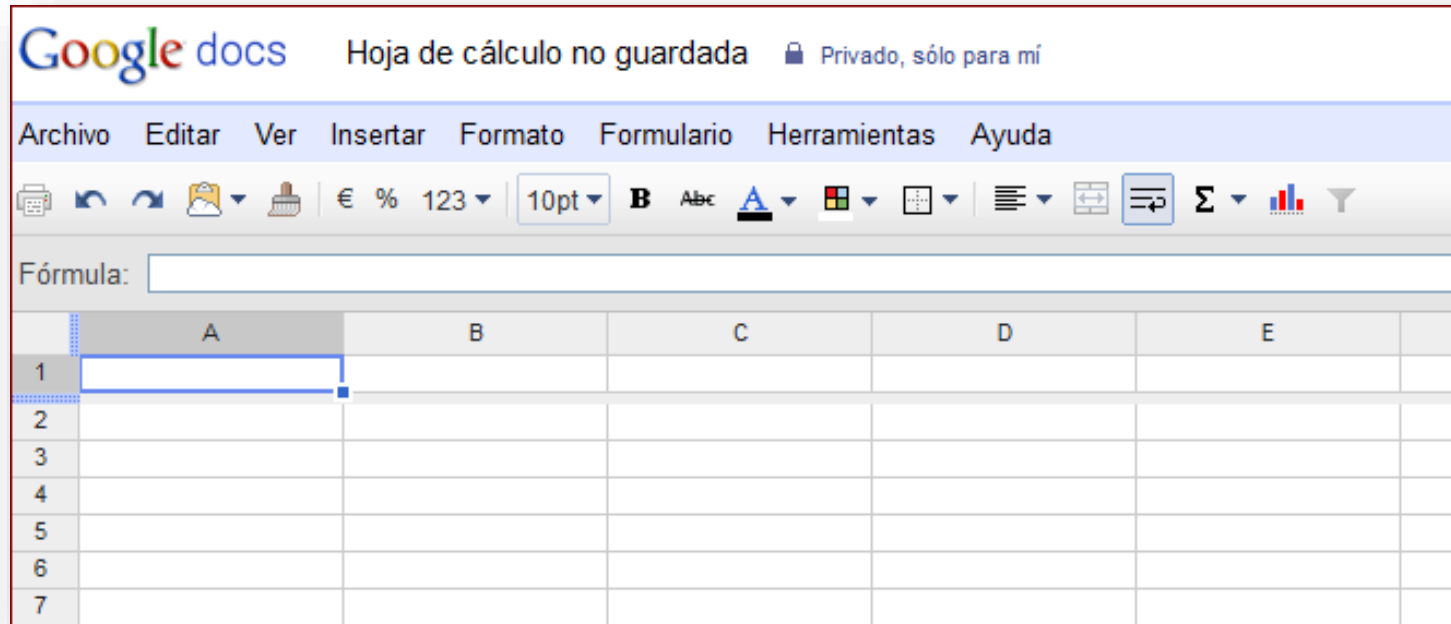 Google docs Hoja de cálculo no guardada Privado, sólo para mí
Archivo Editar Ver Insertar Formato Formulario Herramientas Ayuda
€ % 123 10pt B Abc A Σ
Fórmula:
A B C D E
1
2
3
4
5
6
7